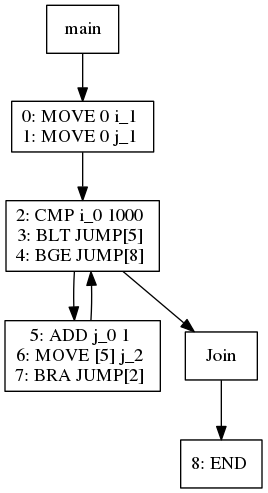 main
0: MOVE 0 i_1
1: MOVE 0 j_1
2: CMP i_0 1000
3: BLT JUMP[5]
4: BGE JUMP[8]
5: ADD j_0 1
6: MOVE [5] j_2
7: BRA JUMP[2]
Join
8: END